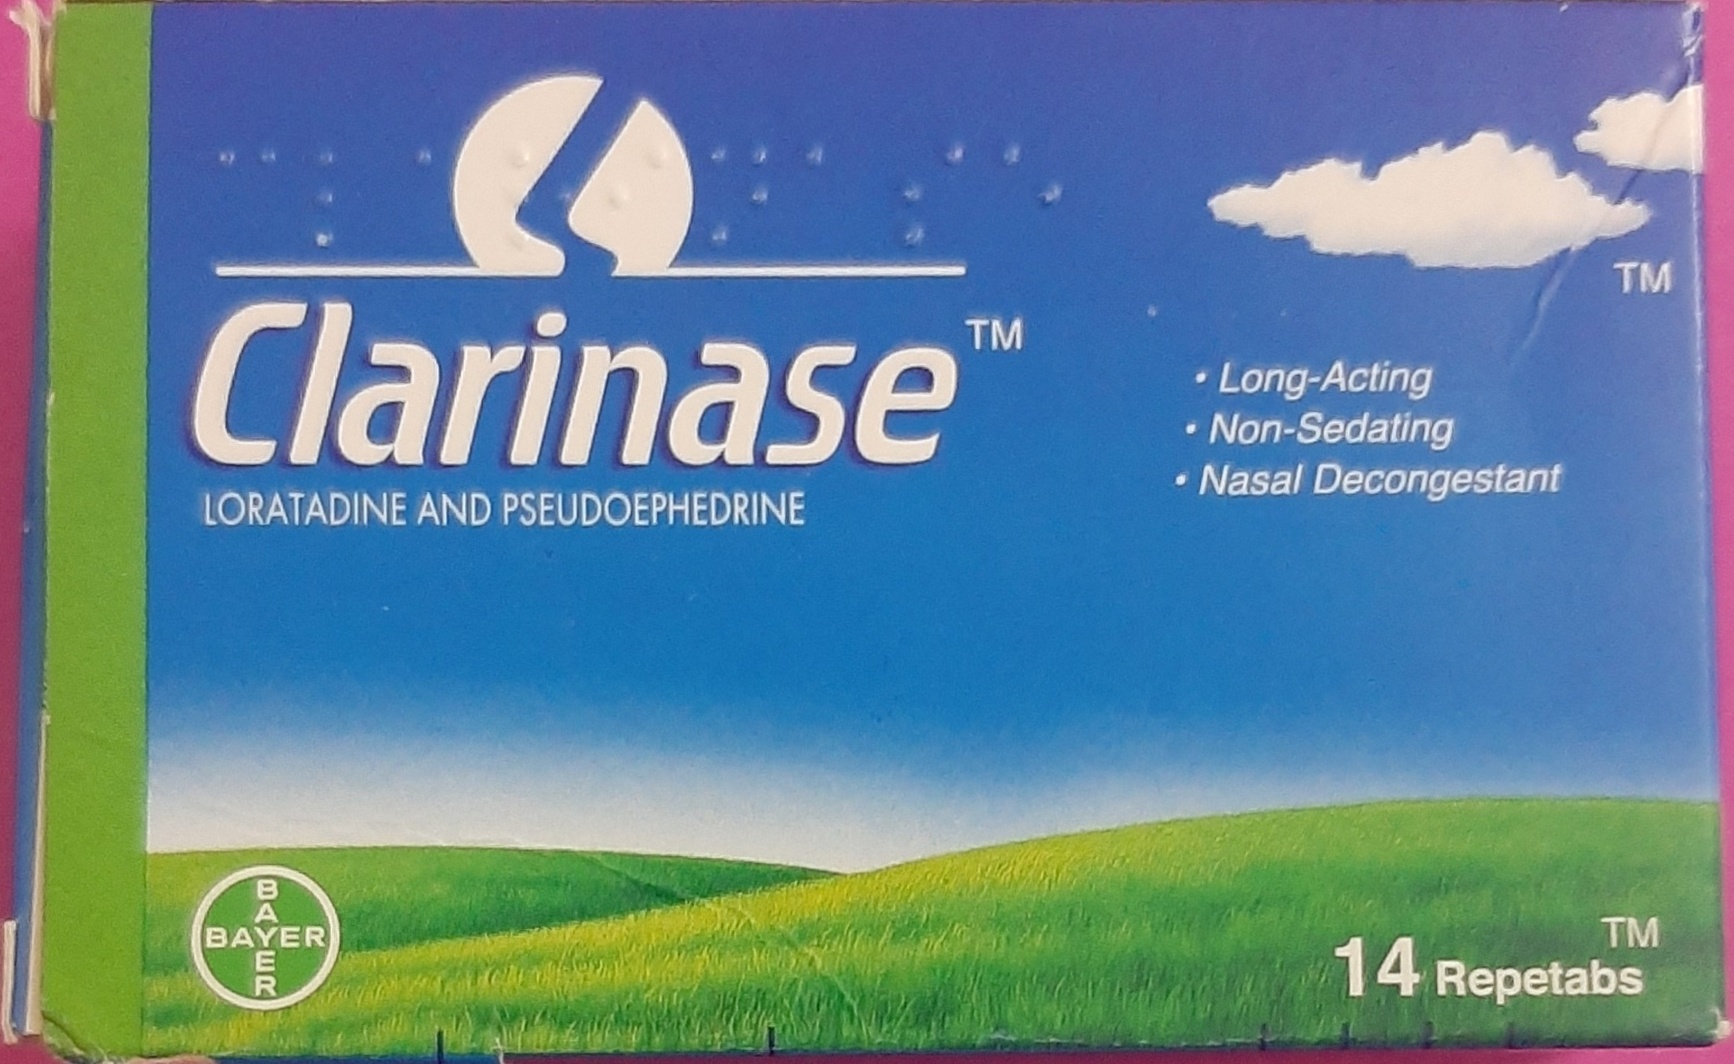 Clarinase™
LORATADINE AND PSEUDOEPHEDRINE
TM
• Long-Acting
• Non-Sedating
• Nasal Decongestant
BAYER
BAYER
14 Repetabs™